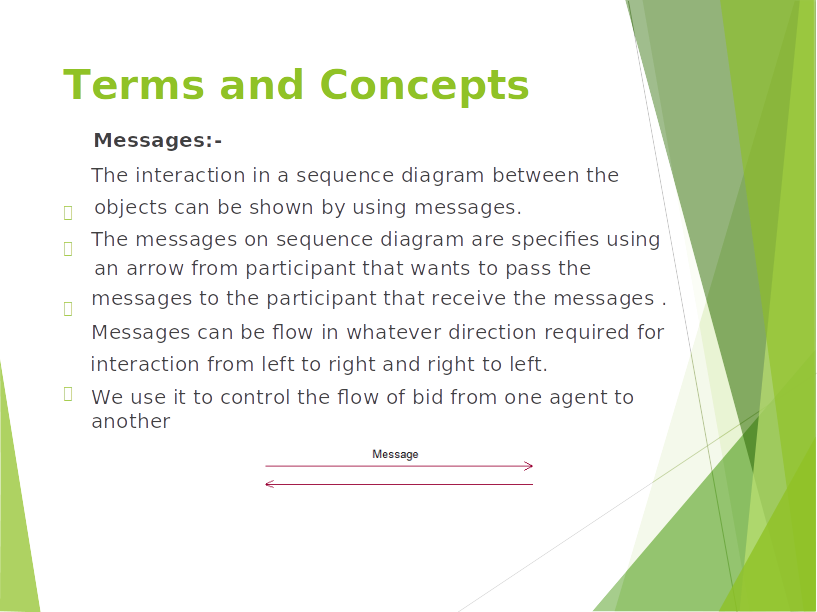 Terms and Concepts
Messages:-
The interaction in a sequence diagram between the
objects can be shown by using messages.
The messages on sequence diagram are specifies using
an arrow from participant that wants to pass the
messages to the participant that receive the messages .
Messages can be flow in whatever direction required for
interaction from left to right and right to left.
We use it to control the flow of bid from one agent to
another
Message